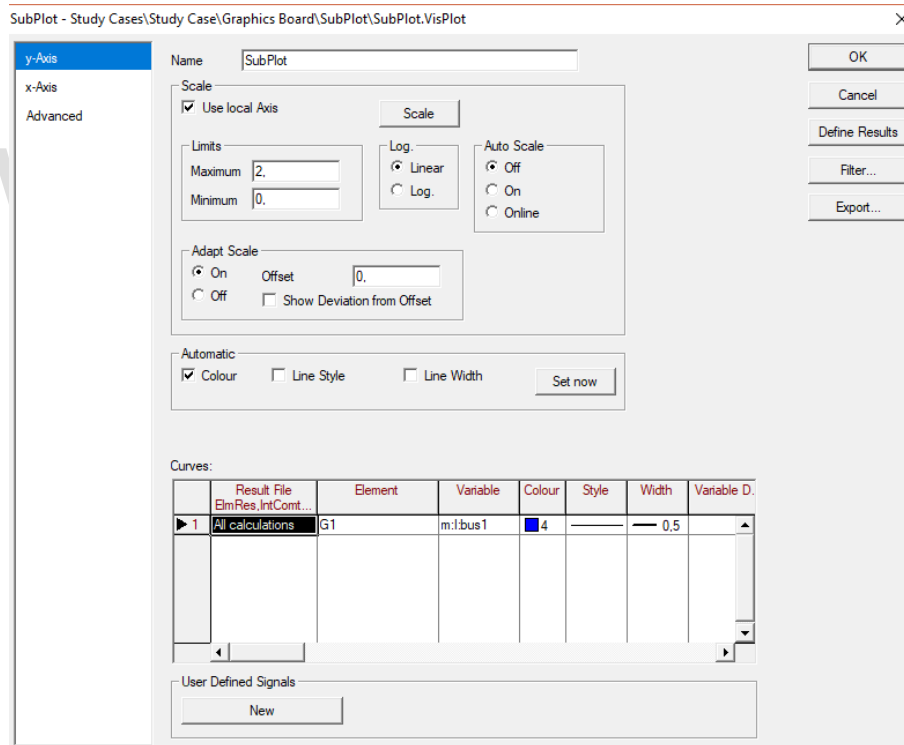 SubPlot - Study Cases\Study Case\Graphics Board\SubPlot\SubPlot.VisPlot
y-Axis
x-Axis
Advanced
Name SubPlot
Scale
Use local Axis Scale
Limits
Maximum 2,
Minimum 0,
Log.
Linear
Log.
Auto Scale
Off
On
Online
Adapt Scale
On Offset 0,
Off Show Deviation from Offset
Automatic
Colour Line Style Line Width Set now
Curves:
Result File Element Variable Colour Style Width Variable D.
ElmRes,IntComt...
1 All calculations G1 m:I:bus1 4 0,5
User Defined Signals
New
OK
Cancel
Define Results
Filter...
Export...